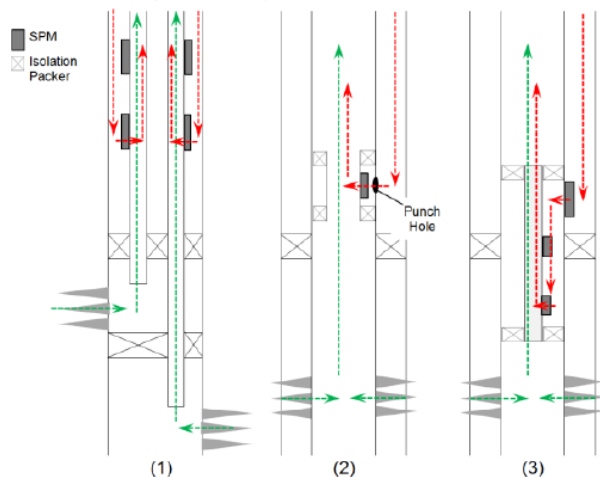 SPM
Isolation
Packer
Punch
Hole
(1)
(2)
(3)